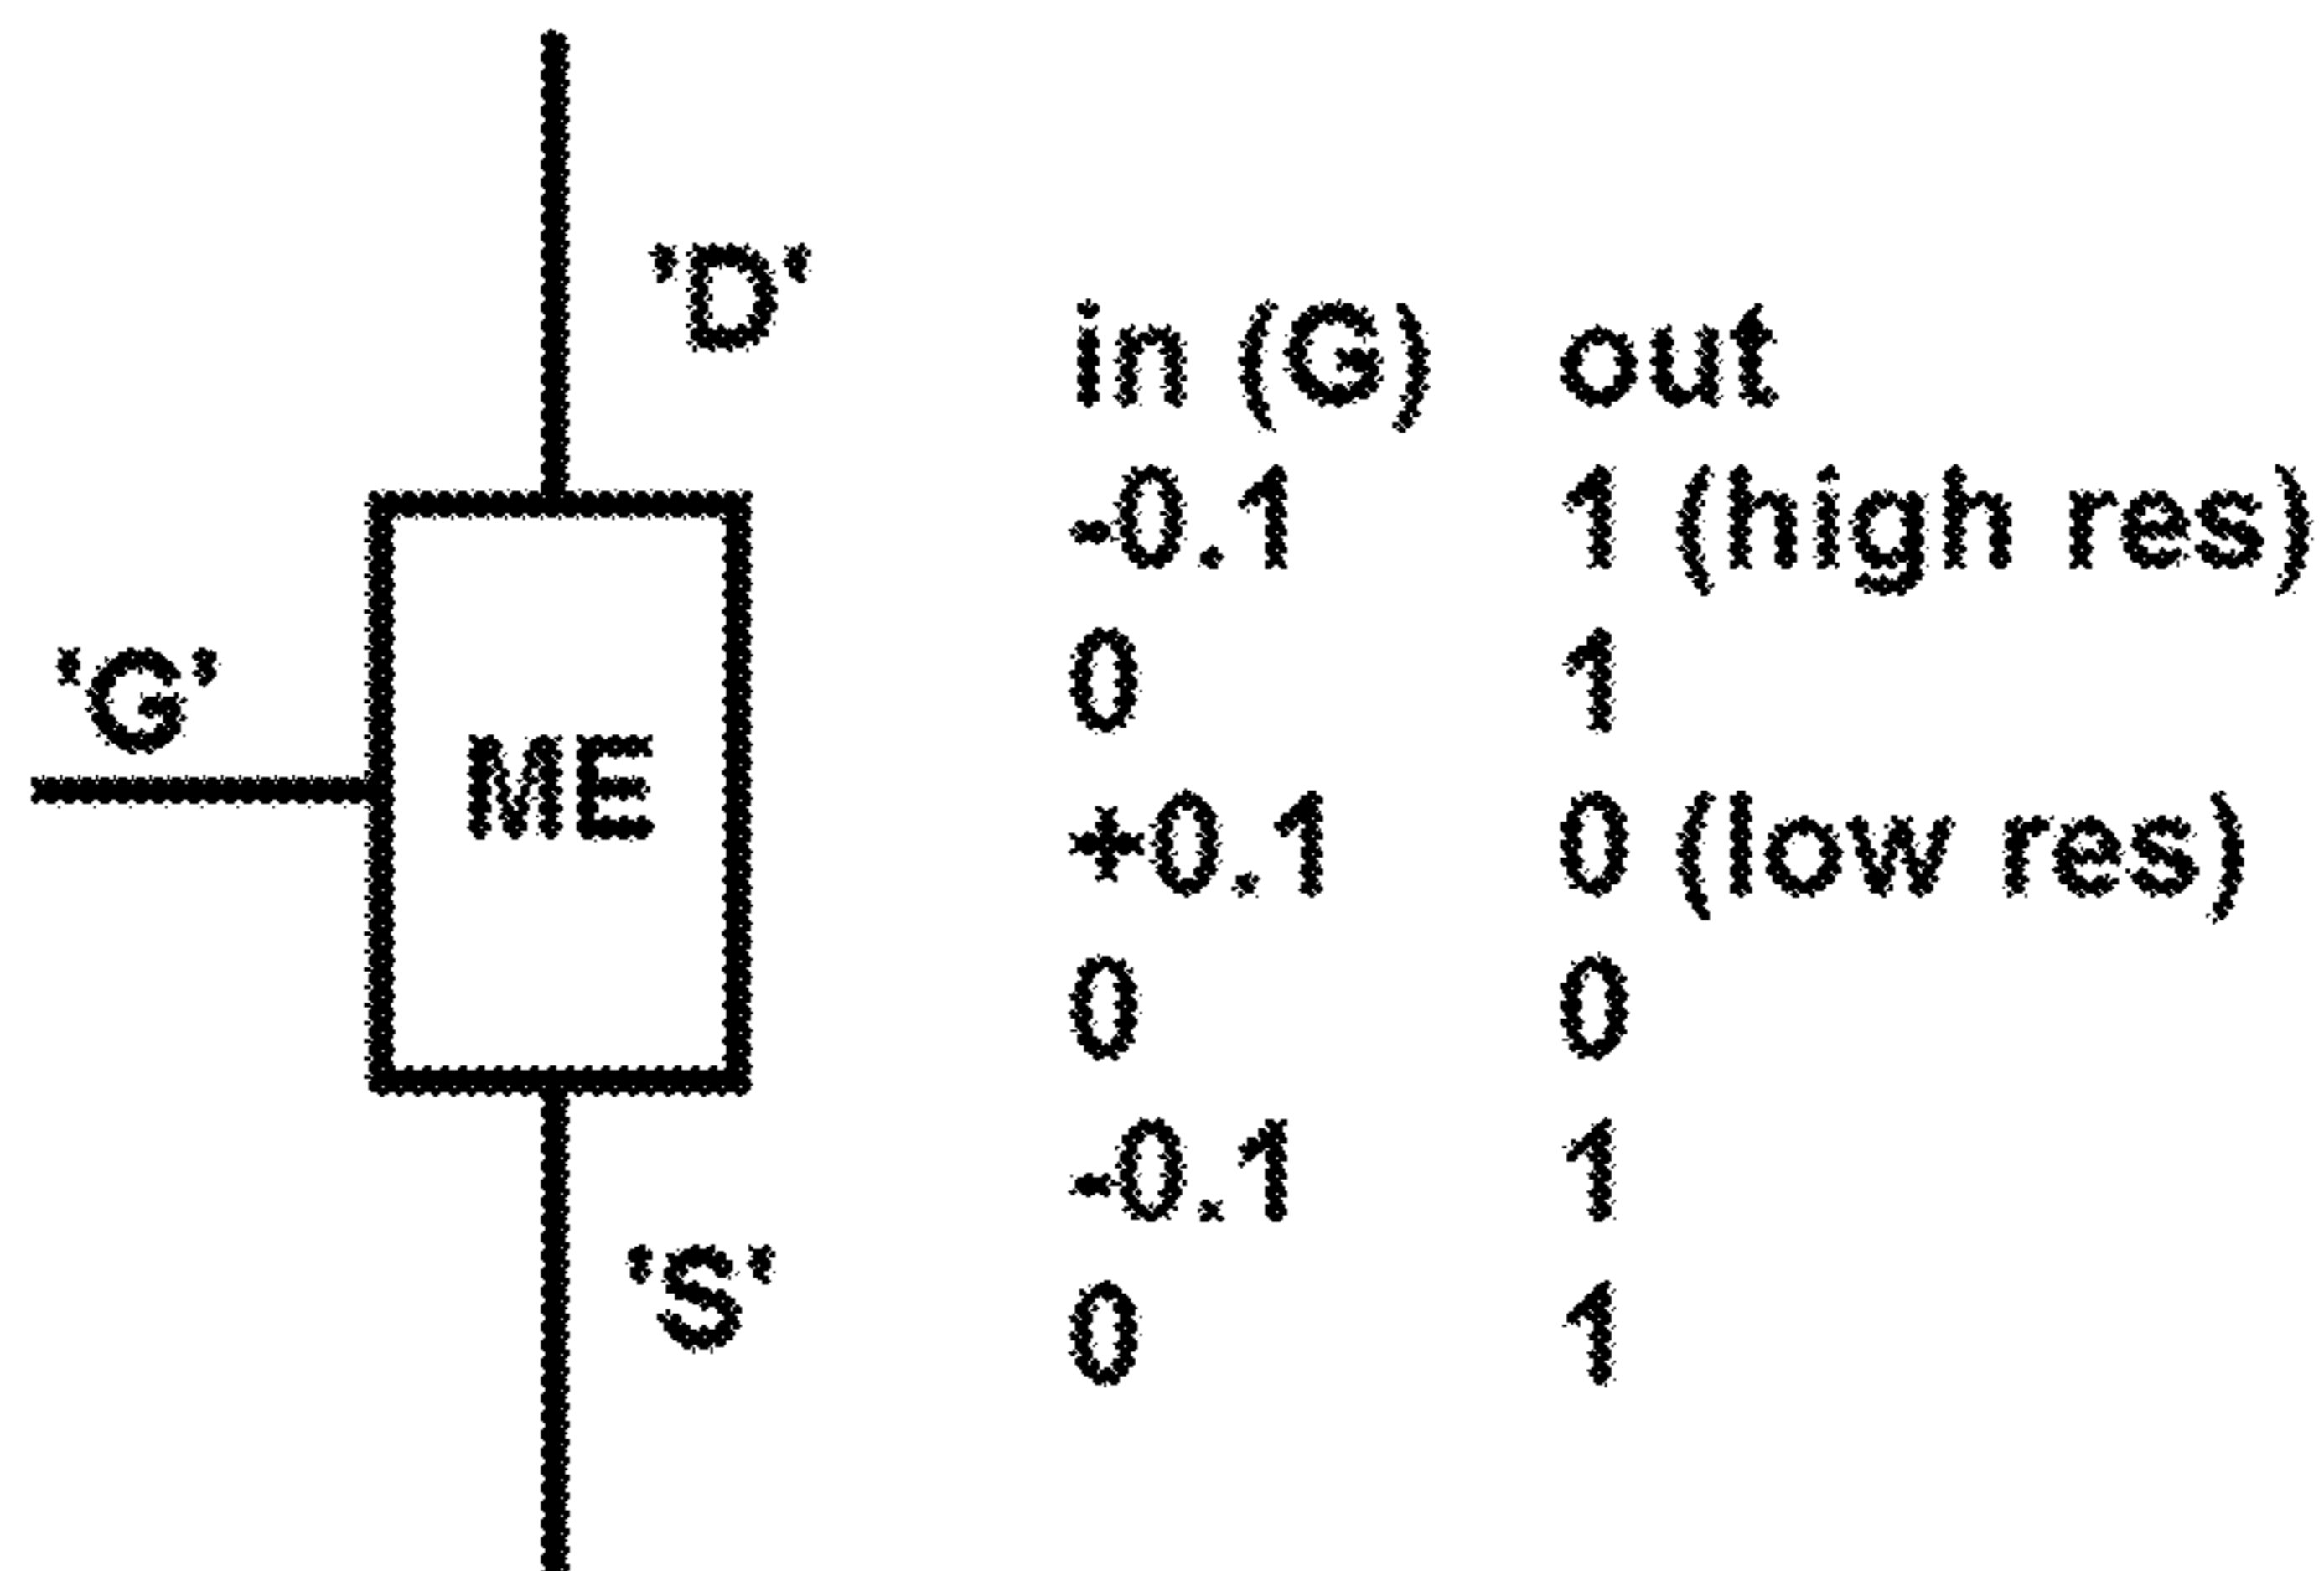 'D'
'G'
ME
'S'
in (G) out
-0.1 1 (high res)
0 1
+0.1 0 (low res)
0 0
-0.1 1
0 1